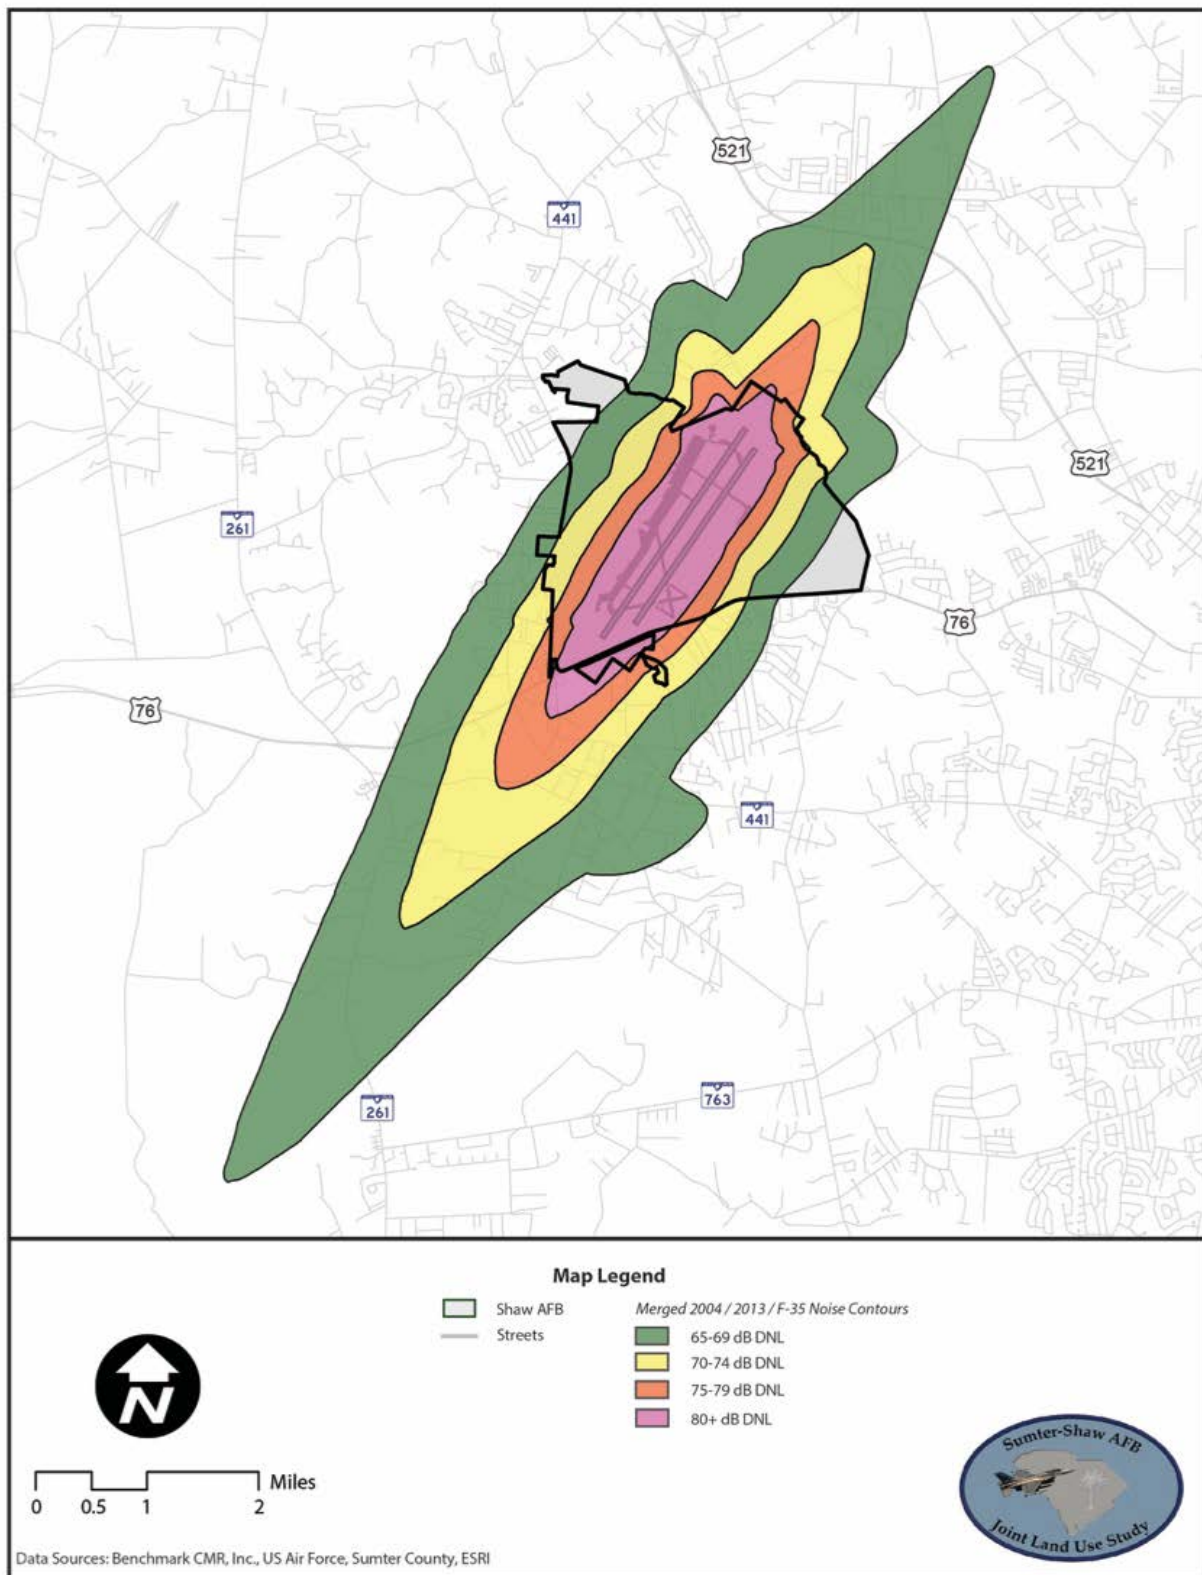 521
441
521
261
76
76
441
261
763
Map Legend
Shaw AFB
Streets
Merged 2004 / 2013 / F-35 Noise Contours
65-69 dB DNL
70-74 dB DNL
75-79 dB DNL
80+ dB DNL
N
Miles
0 0.5 1 2
Sumter-Shaw AFB
Joint Land Use Study
Data Sources: Benchmark CMR, Inc., US Air Force, Sumter County, ESRI